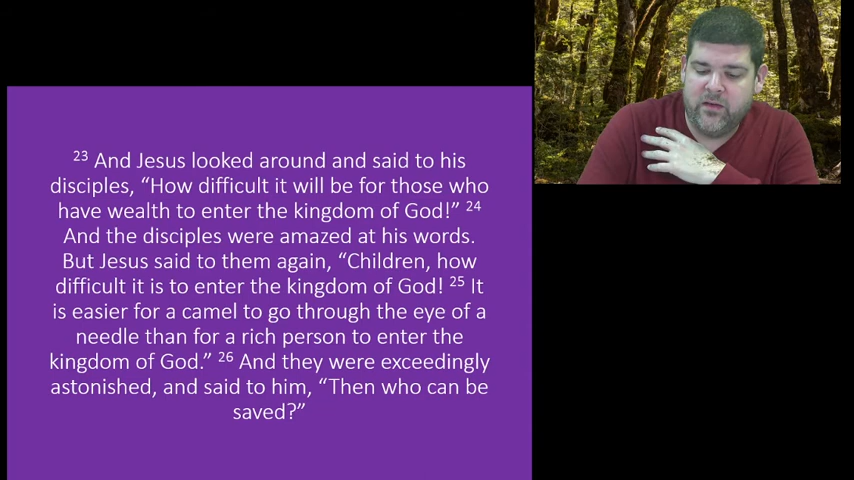 ²³ And Jesus looked around and said to his
disciples, “How difficult it will be for those who
have wealth to enter the kingdom of God!” ²⁴
And the disciples were amazed at his words.
But Jesus said to them again, “Children, how
difficult it is to enter the kingdom of God! ²⁵ It
is easier for a camel to go through the eye of a
needle than for a rich person to enter the
kingdom of God.” ²⁶ And they were exceedingly
astonished, and said to him, “Then who can be
saved?”